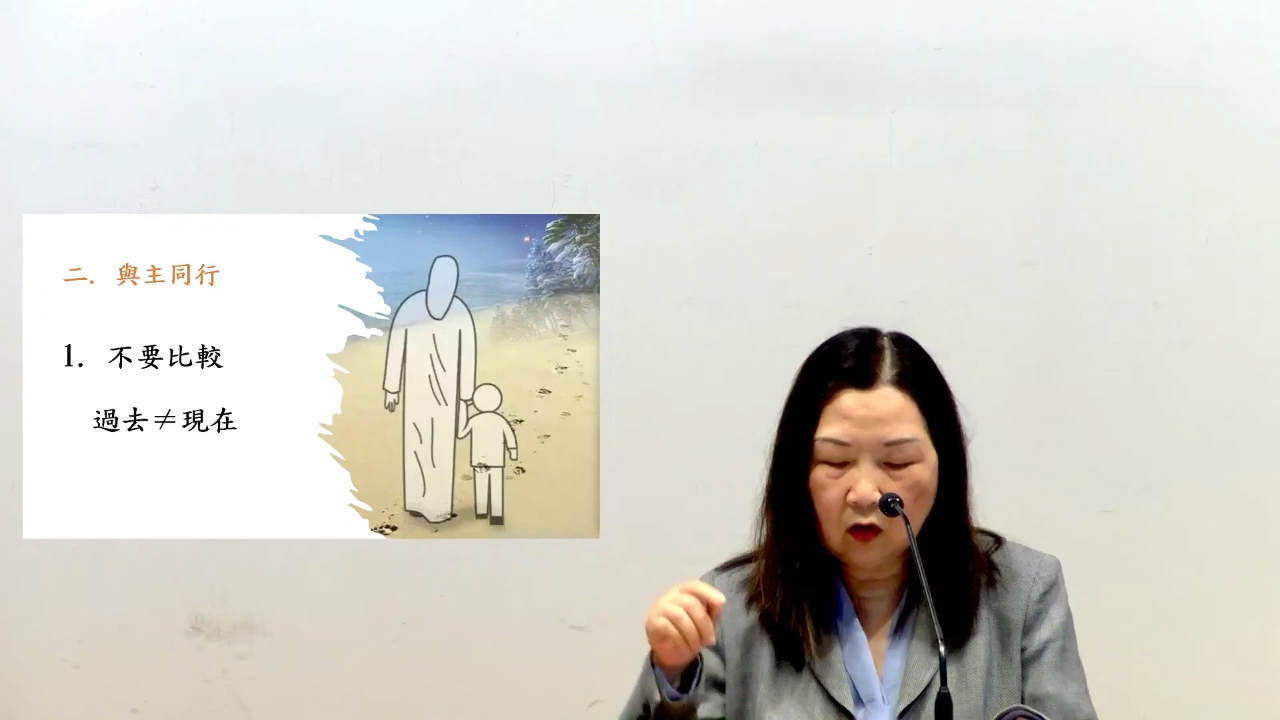 二. 與主同行
1. 不要比較
過去≠現在